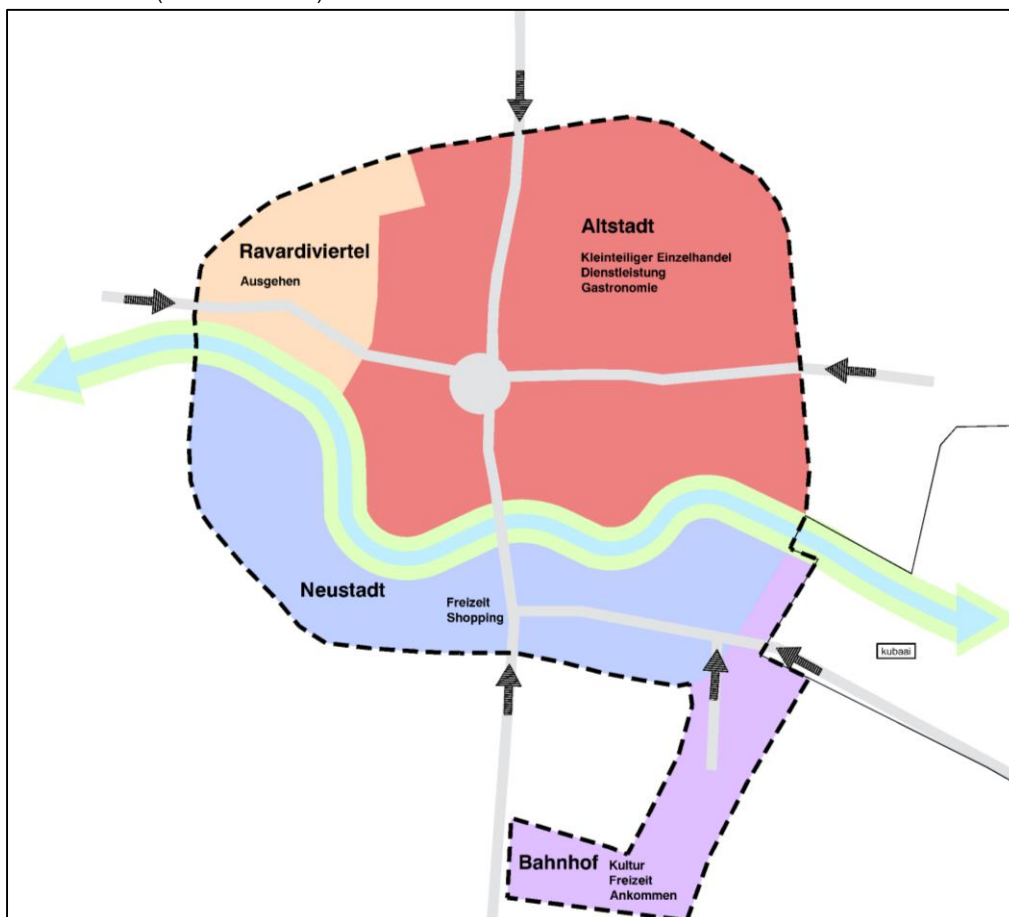 Altstadt
Kleinteiliger Einzelhandel
Dienstleistung
Gastronomie
Ravardiviertel
Ausgehen
Neustadt
Freizeit
Shopping
kubaai
Bahnhof
Kultur
Freizeit
Ankommen